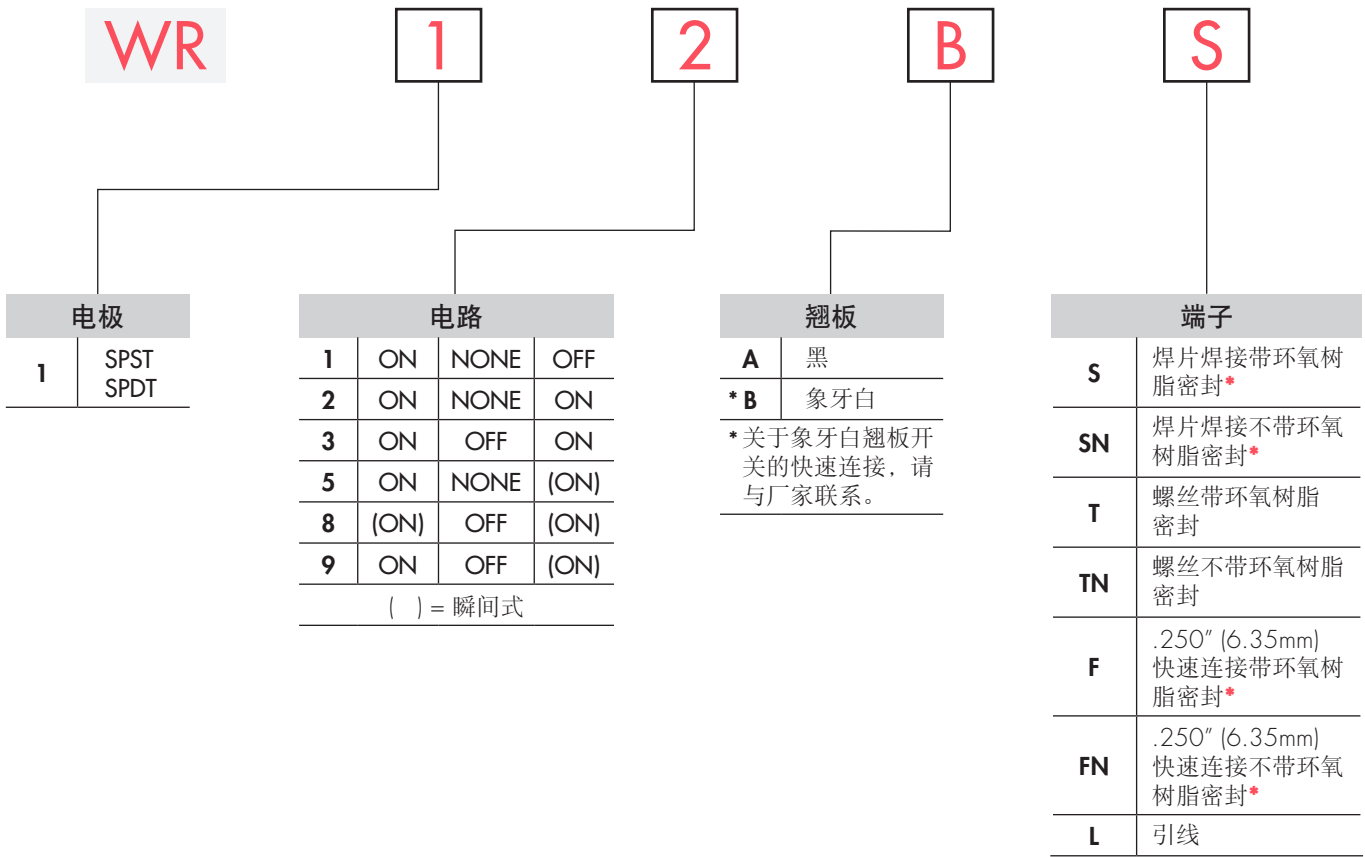 WR 1 2 B S
电极
1 SPST
SPDT
电路
1 ON NONE OFF
2 ON NONE ON
3 ON OFF ON
5 ON NONE (ON)
8 (ON) OFF (ON)
9 ON OFF (ON)
( ) = 瞬间式
翘板
A 黑
* B 象牙白
* 关于象牙白翘板开
关的快速连接，请
与厂家联系。
端子
S 焊片焊接带环氧树
脂密封*
SN 焊片焊接不带环氧
树脂密封*
T 螺丝带环氧树脂
密封
TN 螺丝不带环氧树脂
密封
F .250" (6.35mm)
快速连接带环氧树
脂密封*
FN .250" (6.35mm)
快速连接不带环氧
树脂密封*
L 引线